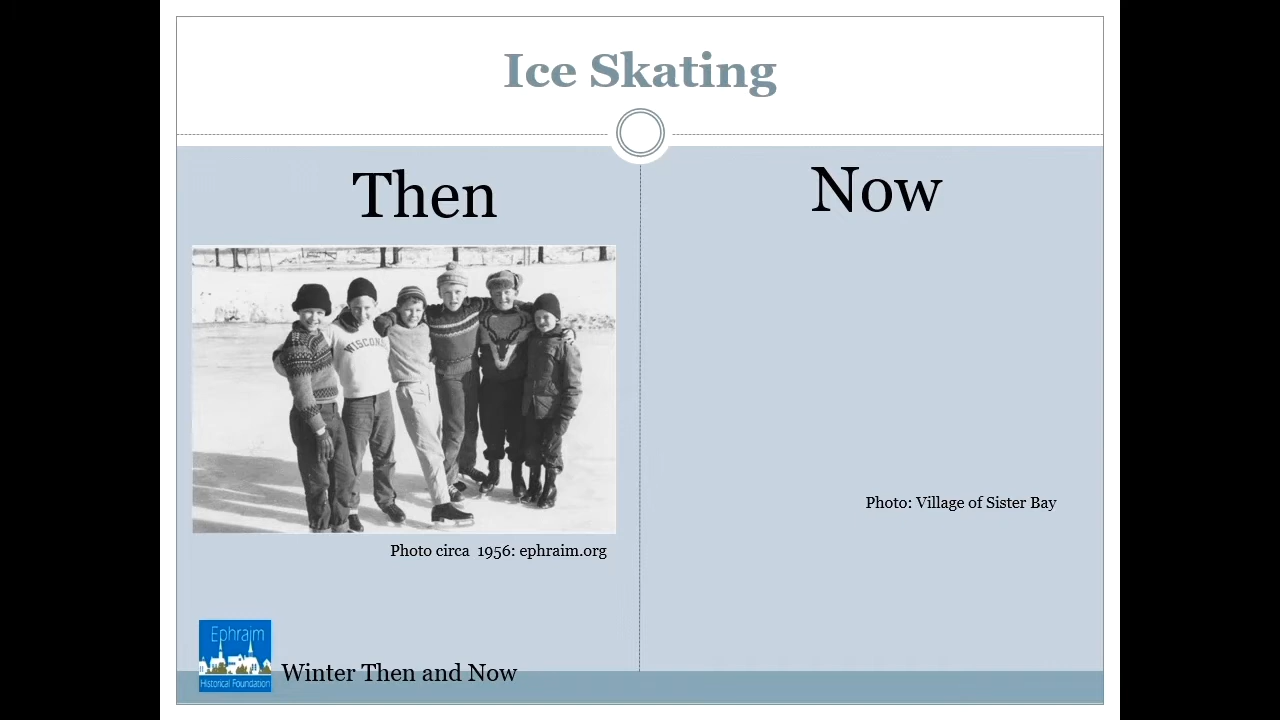 Ice Skating
Then
Now
WISCON
Photo: Village of Sister Bay
Photo circa 1956: ephraim.org
Ephraim
Historical Foundation
Winter Then and Now